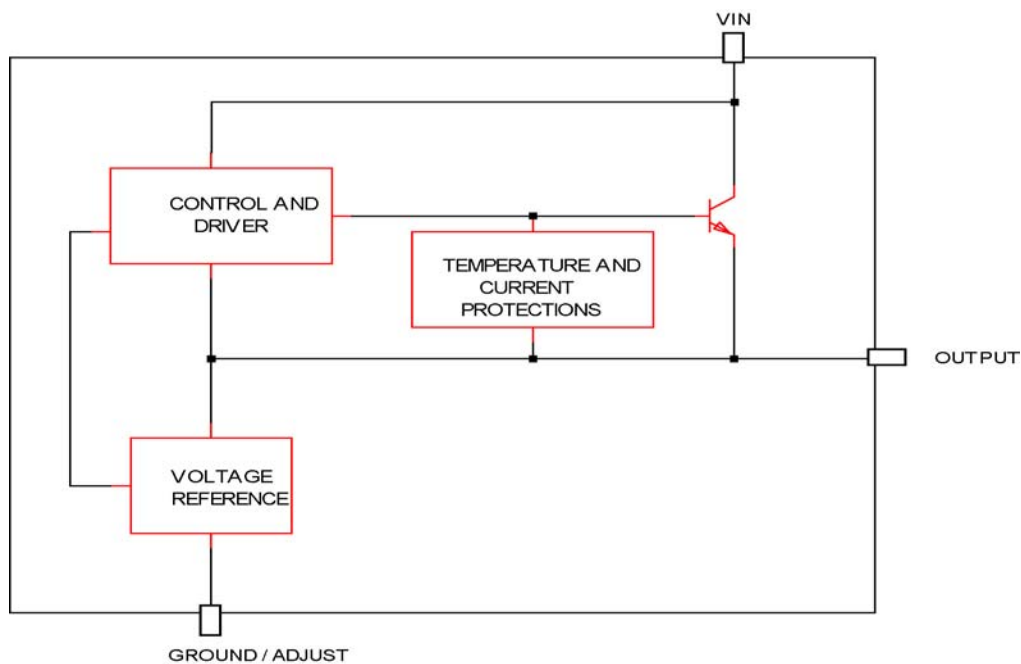 VIN
CONTROL AND
DRIVER
TEMPERATURE AND
CURRENT
PROTECTIONS
OUTPUT
VOLTAGE
REFERENCE
GROUND / ADJUST